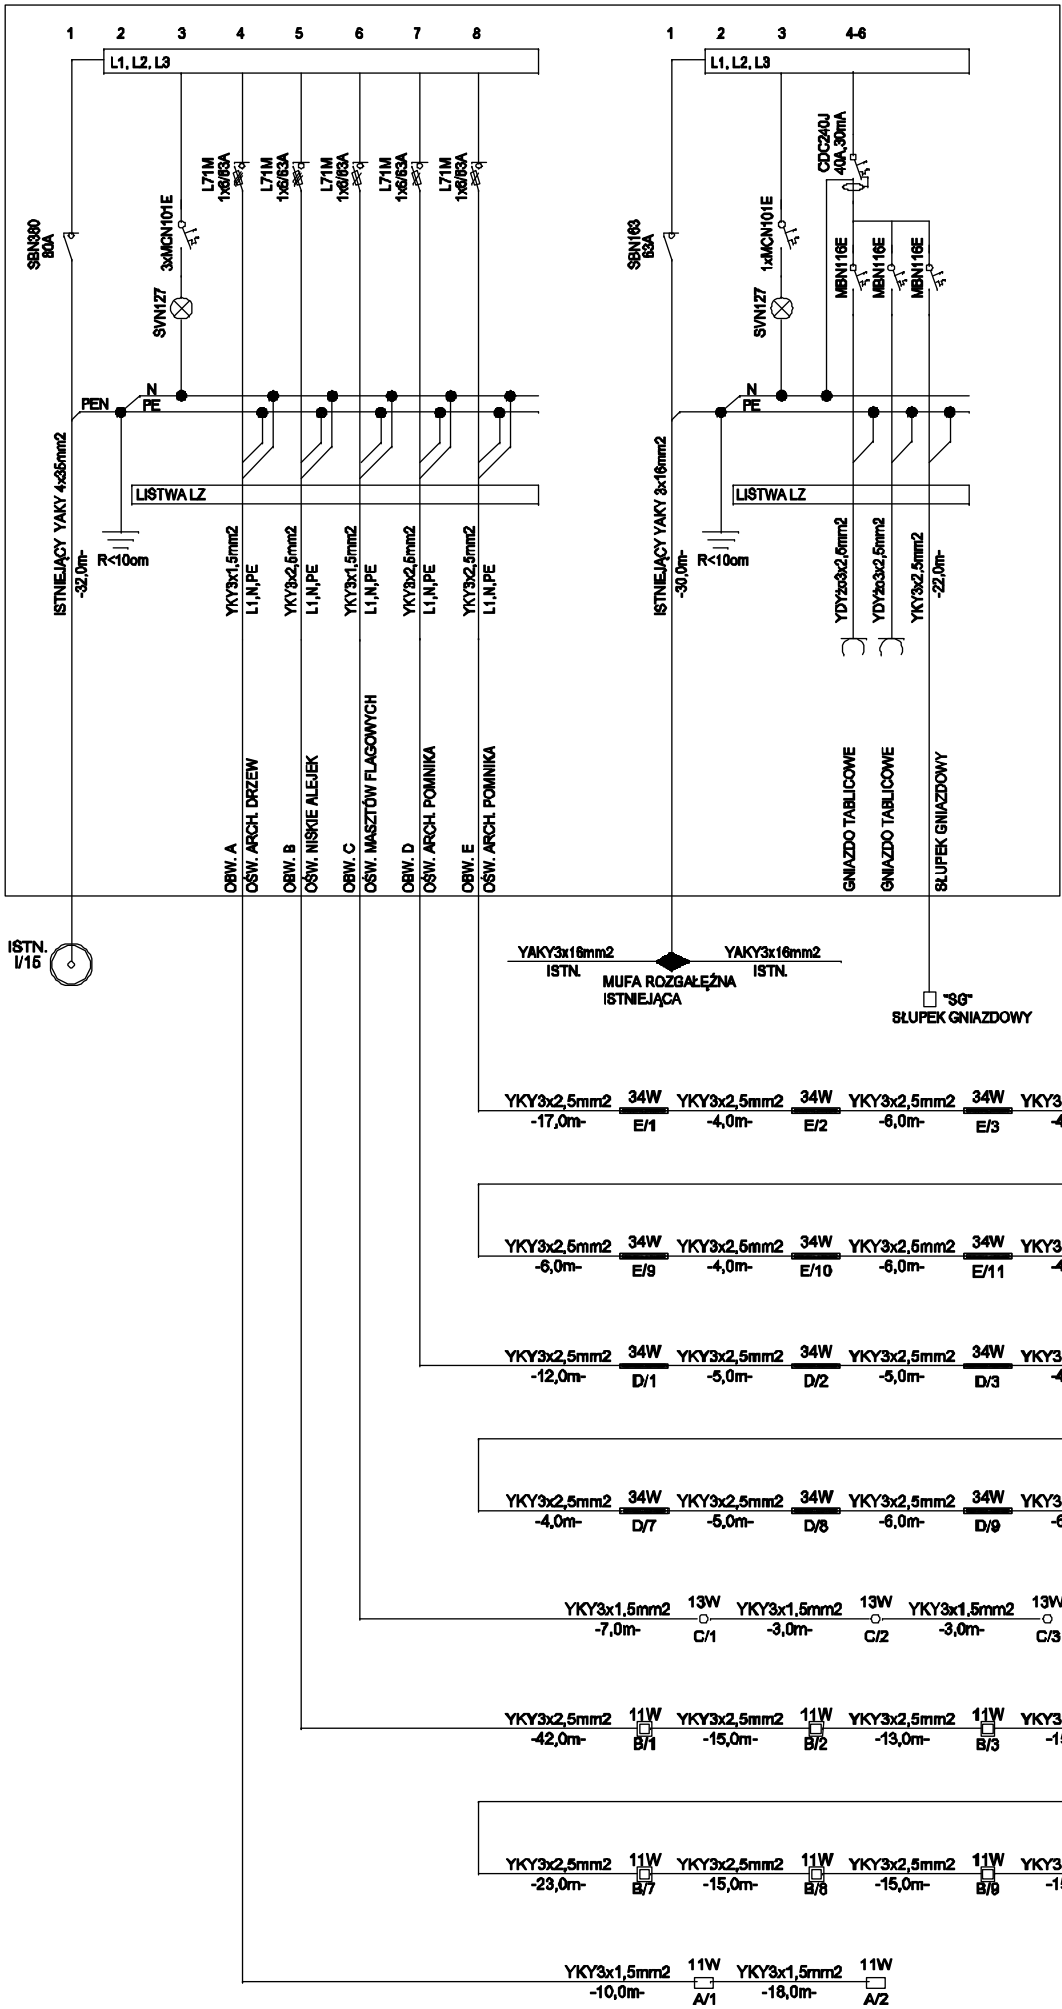 1 2 3 4 5 6 7 8
L1, L2, L3
SBN380
80A
3xMCN101E
SVN127
L71M
1x6/63A
L71M
1x6/63A
L71M
1x6/63A
L71M
1x6/63A
L71M
1x6/63A
PEN
N
PE
LISTWA LZ
R<10om
ISTNIEJĄCY YAKY 4x35mm2
-32,0m-
YKY3x1,5mm2
L1,N,PE
YKY3x2,5mm2
L1,N,PE
YKY3x1,5mm2
L1,N,PE
YKY3x2,5mm2
L1,N,PE
YKY3x2,5mm2
L1,N,PE
OBW. A
OŚW. ARCH. DRZEW
OBW. B
OŚW. NISKIE ALEJEK
OBW. C
OŚW. MASZTÓW FLAGOWYCH
OBW. D
OŚW. ARCH. POMNIKA
OBW. E
OŚW. ARCH. POMNIKA
1 2 3 4-6
L1, L2, L3
SBN163
63A
1xMCN101E
SVN127
CDC240J
40A,30mA
MBN116E
MBN116E
MBN116E
N
PE
LISTWA LZ
R<10om
ISTNIEJĄCY YAKY 3x16mm2
-30,0m-
YDYżo3x2,5mm2
YDYżo3x2,5mm2
YKY3x2,5mm2
-22,0m-
GNIAZDO TABLICOWE
GNIAZDO TABLICOWE
SŁUPEK GNIAZDOWY
ISTN.
I/15
YAKY3x16mm2
ISTN.
YAKY3x16mm2
ISTN.
MUFA ROZGAŁĘŹNA
ISTNIEJĄCA
"SG"
SŁUPEK GNIAZDOWY
YKY3x2,5mm2 34W YKY3x2,5mm2 34W YKY3x2,5mm2 34W YKY3
-17,0m- E/1 -4,0m- E/2 -6,0m- E/3 -4
YKY3x2,5mm2 34W YKY3x2,5mm2 34W YKY3x2,5mm2 34W YKY3
-6,0m- E/9 -4,0m- E/10 -6,0m- E/11 -4
YKY3x2,5mm2 34W YKY3x2,5mm2 34W YKY3x2,5mm2 34W YKY3
-12,0m- D/1 -5,0m- D/2 -5,0m- D/3 -4
YKY3x2,5mm2 34W YKY3x2,5mm2 34W YKY3x2,5mm2 34W YKY3
-4,0m- D/7 -5,0m- D/8 -6,0m- D/9 -6
YKY3x1,5mm2 13W YKY3x1,5mm2 13W YKY3x1,5mm2 13W
-7,0m- C/1 -3,0m- C/2 -3,0m- C/3
YKY3x2,5mm2 11W YKY3x2,5mm2 11W YKY3x2,5mm2 11W YKY3
-42,0m- B/1 -15,0m- B/2 -13,0m- B/3 -15
YKY3x2,5mm2 11W YKY3x2,5mm2 11W YKY3x2,5mm2 11W YKY3
-23,0m- B/7 -15,0m- B/8 -15,0m- B/9 -15
YKY3x1,5mm2 11W YKY3x1,5mm2 11W
-10,0m- A/1 -18,0m- A/2